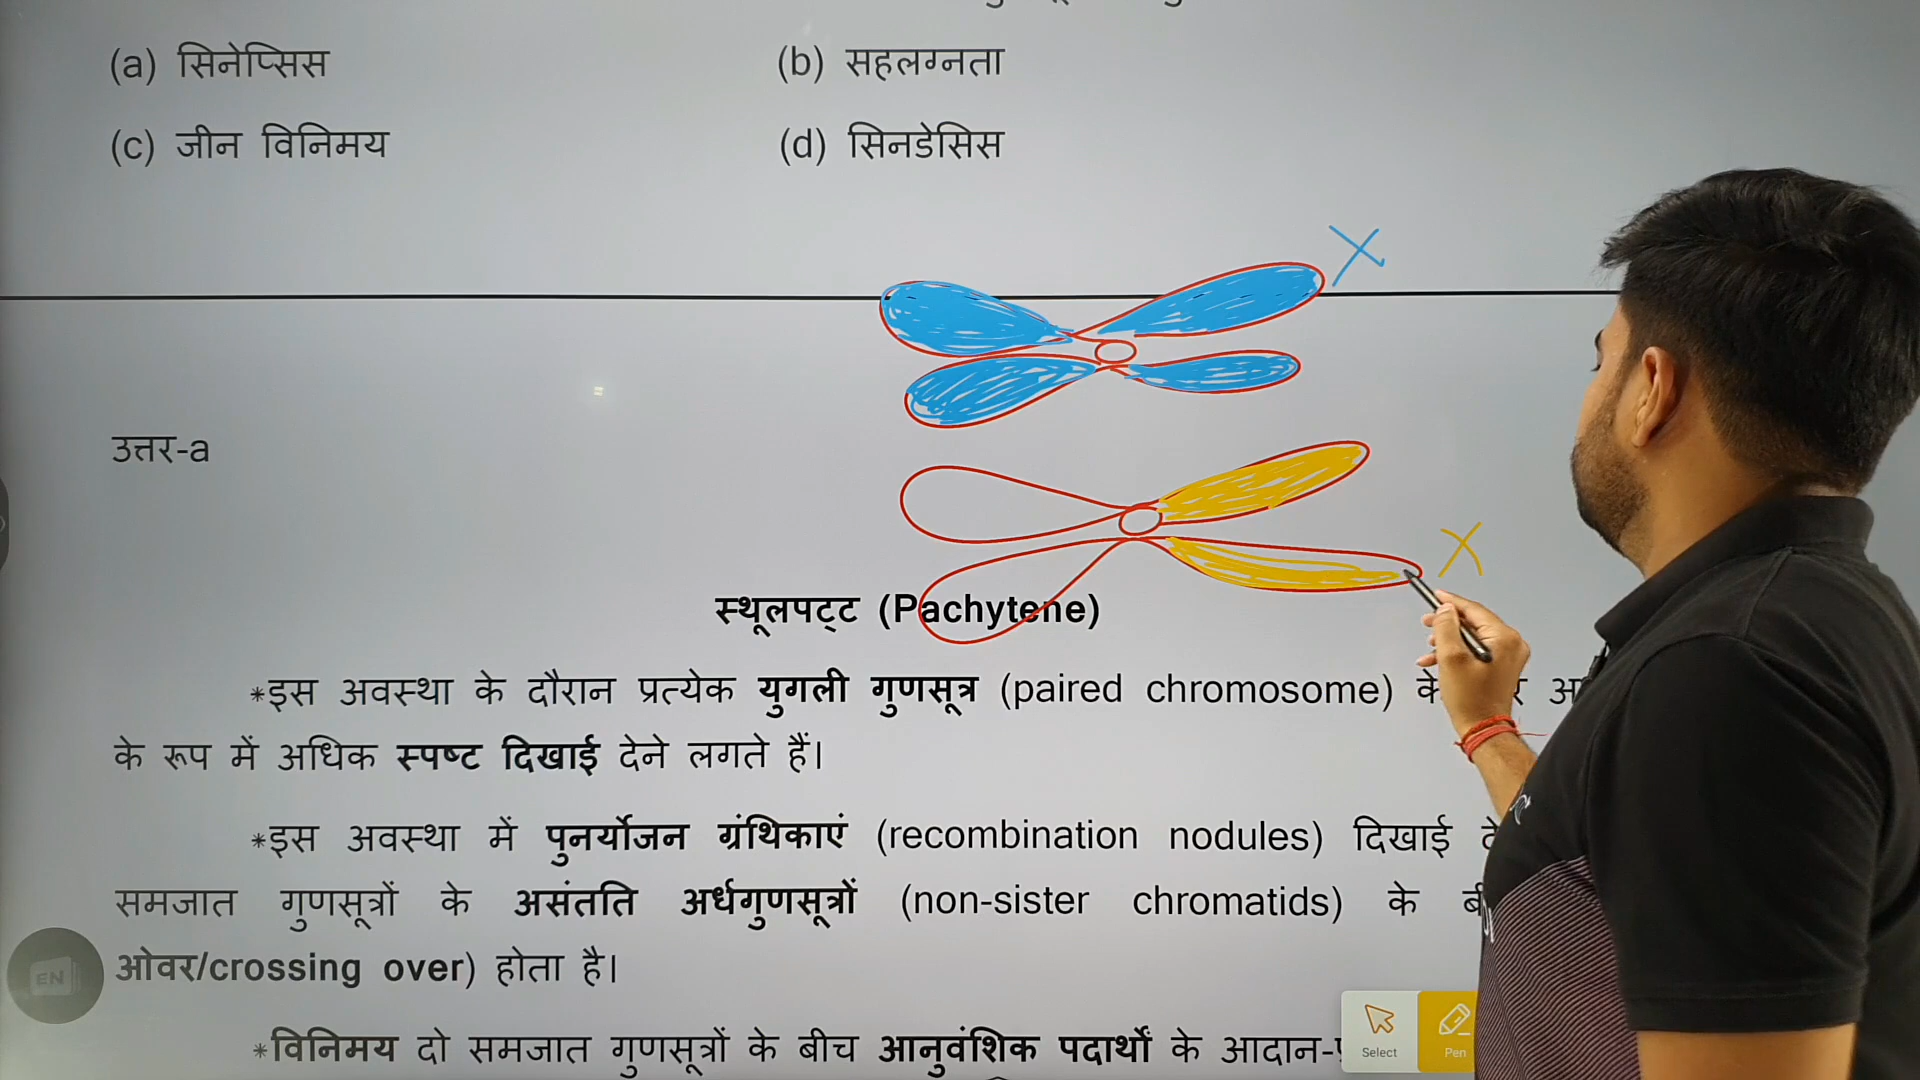 (a) सिनेप्सिस (b) सहलग्नता
(c) जीन विनिमय (d) सिनडेसिस
X
उत्तर-a
X
स्थूलपट्ट (Pachytene)
*इस अवस्था के दौरान प्रत्येक युगली गुणसूत्र (paired chromosome) के
के रूप में अधिक स्पष्ट दिखाई देने लगते हैं।
*इस अवस्था में पुनर्योजन ग्रंथिकाएं (recombination nodules) दिखाई
समजात गुणसूत्रों के असंतति अर्धगुणसूत्रों (non-sister chromatids) के
ओवर/crossing over) होता है।
EN
*विनिमय दो समजात गुणसूत्रों के बीच आनुवंशिक पदार्थों के आदान-
Select Pen